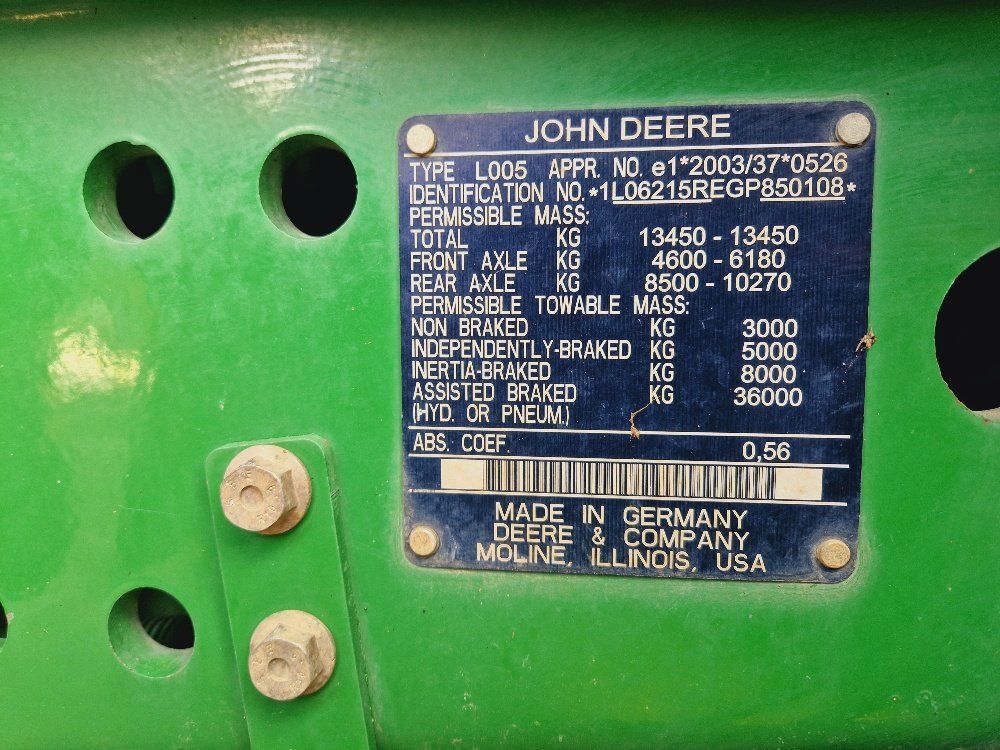 JOHN DEERE
TYPE L005 APPR. NO. e1*2003/37*0526
IDENTIFICATION NO. *1L06215REGP850108*
PERMISSIBLE MASS:
TOTAL KG 13450 - 13450
FRONT AXLE KG 4600 - 6180
REAR AXLE KG 8500 - 10270
PERMISSIBLE TOWABLE MASS:
NON BRAKED KG 3000
INDEPENDENTLY-BRAKED KG 5000
INERTIA-BRAKED KG 8000
ASSISTED BRAKED KG 36000
(HYD. OR PNEUM.)
ABS. COEF. 0,56
MADE IN GERMANY
DEERE & COMPANY
MOLINE, ILLINOIS, USA